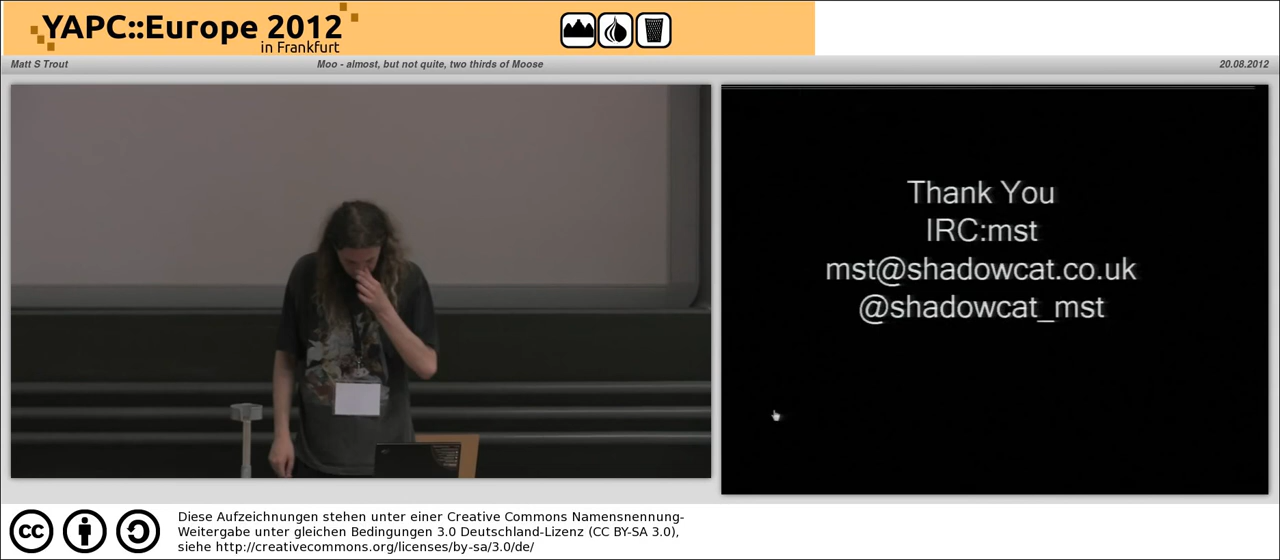 YAPC::Europe 2012
in Frankfurt
Matt S Trout
Moo - almost, but not quite, two thirds of Moose
20.08.2012
Thank You
IRC:mst
mst@shadowcat.co.uk
@shadowcat_mst
cc
Diese Aufzeichnungen stehen unter einer Creative Commons Namensnennung-
Weitergabe unter gleichen Bedingungen 3.0 Deutschland-Lizenz (CC BY-SA 3.0),
siehe http://creativecommons.org/licenses/by-sa/3.0/de/